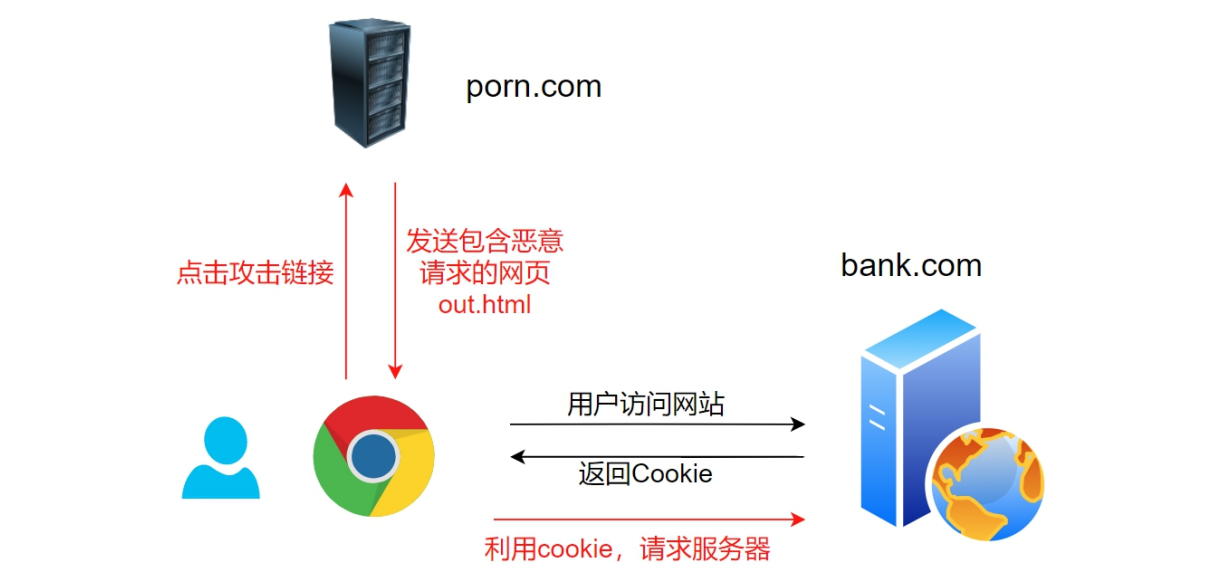 porn.com
发送包含恶意
请求的网页
out.html
点击攻击链接
bank.com
用户访问网站
返回Cookie
利用cookie，请求服务器